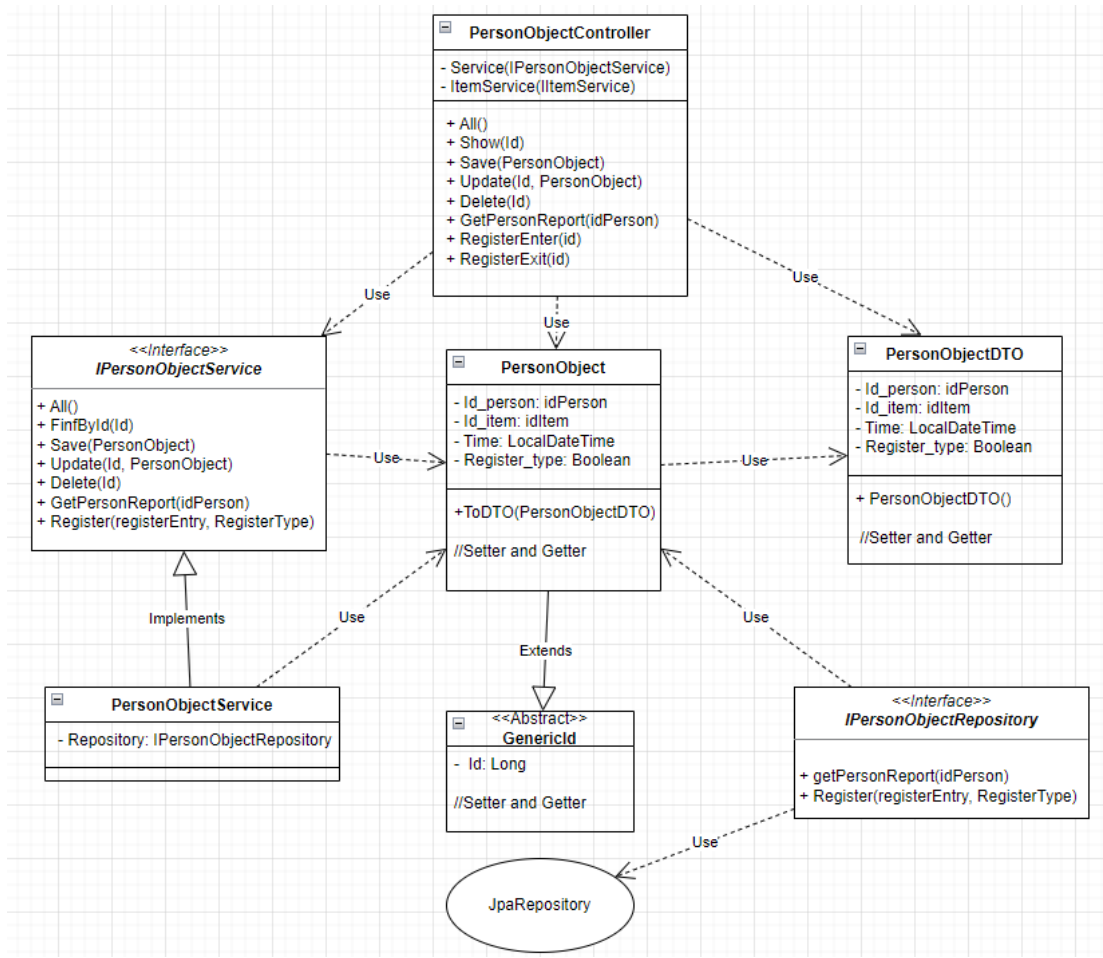 PersonObjectController
- Service(IPersonObjectService)
- ItemService(IItemService)
+ All()
+ Show(Id)
+ Save(PersonObject)
+ Update(Id, PersonObject)
+ Delete(Id)
+ GetPersonReport(idPerson)
+ RegisterEnter(id)
+ RegisterExit(id)
Use
Use
Use
<<Interface>>
IPersonObjectService
+ All()
+ FinfById(Id)
+ Save(PersonObject)
+ Update(Id, PersonObject)
+ Delete(Id)
+ GetPersonReport(idPerson)
+ Register(registerEntry, RegisterType)
Use
PersonObject
- Id_person: idPerson
- Id_item: idItem
- Time: LocalDateTime
- Register_type: Boolean
+ToDTO(PersonObjectDTO)
//Setter and Getter
Use
PersonObjectDTO
- Id_person: idPerson
- Id_item: idItem
- Time: LocalDateTime
- Register_type: Boolean
+ PersonObjectDTO()
//Setter and Getter
Implements
Use
Extends
Use
PersonObjectService
- Repository: IPersonObjectRepository
<<Abstract>>
GenericId
- Id: Long
//Setter and Getter
<<Interface>>
IPersonObjectRepository
+ getPersonReport(idPerson)
+ Register(registerEntry, RegisterType)
Use
JpaRepository